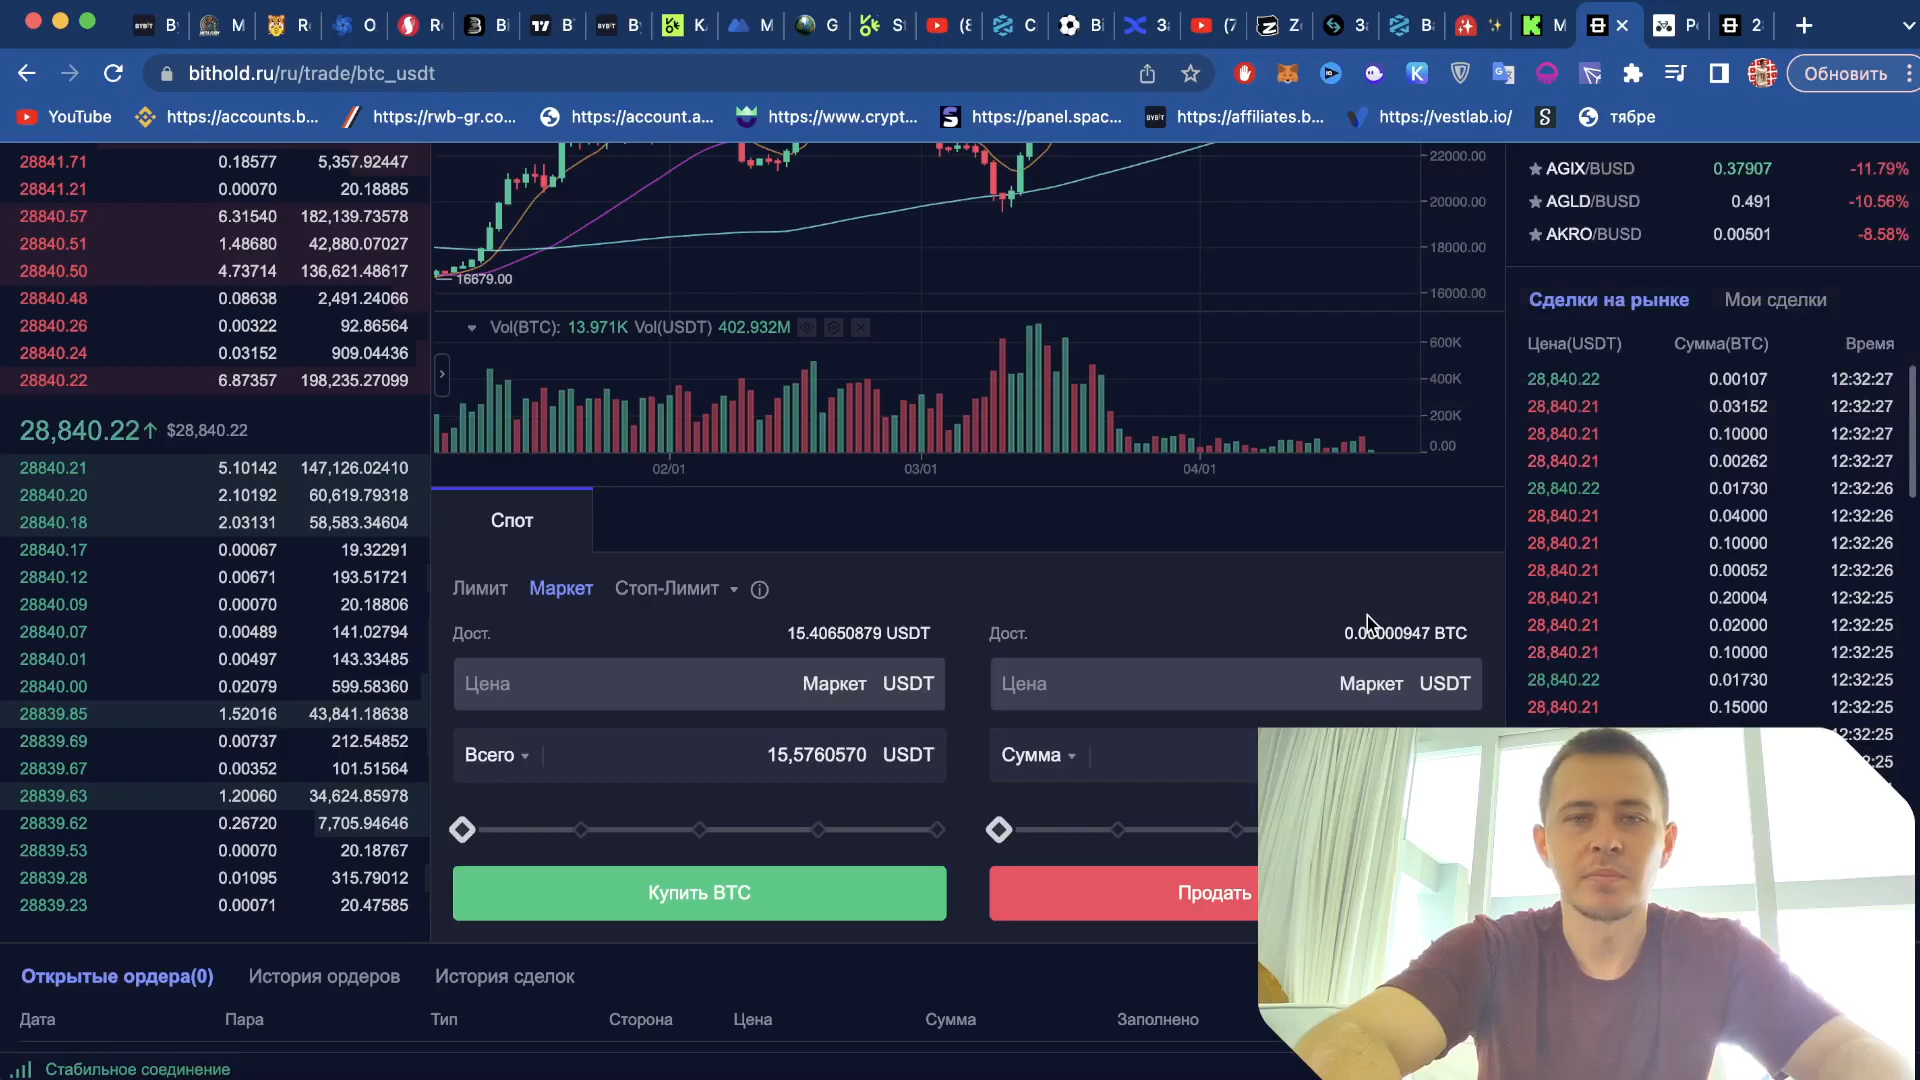 B
M
R
O
R
Bi
B
B
K
M
G
S
(8
C
Bi
За
(7
Z
За
B
M
P
2
bithold.ru/ru/trade/btc_usdt
Обновить
YouTube
https://accounts.b...
https://rwb-gr.co...
https://account.a...
https://www.crypt...
https://panel.spac...
https://affiliates.b...
https://vestlab.io/
тябре
28841.71 0.18577 5,357.92447
28841.21 0.00070 20.18885
28840.57 6.31540 182,139.73578
28840.51 1.48680 42,880.07027
28840.50 4.73714 136,621.48617
28840.48 0.08638 2,491.24066
28840.26 0.00322 92.86564
28840.24 0.03152 909.04436
28840.22 6.87357 198,235.27099
28,840.22↑ $28,840.22
28840.21 5.10142 147,126.02410
28840.20 2.10192 60,619.79318
28840.18 2.03131 58,583.34604
28840.17 0.00067 19.32291
28840.12 0.00671 193.51721
28840.09 0.00070 20.18806
28840.07 0.00489 141.02794
28840.01 0.00497 143.33485
28840.00 0.02079 599.58360
28839.85 1.52016 43,841.18638
28839.69 0.00737 212.54852
28839.67 0.00352 101.51564
28839.63 1.20060 34,624.85978
28839.62 0.26720 7,705.94646
28839.53 0.00070 20.18767
28839.28 0.01095 315.79012
28839.23 0.00071 20.47585
22000.00
20000.00
18000.00
16000.00
16679.00
Vol(BTC): 13.971K Vol(USDT) 402.932M
600K
400K
200K
0.00
02/01 03/01 04/01
Спот
Лимит Маркет Стоп-Лимит
Дост. 15.40650879 USDT
Цена Маркет USDT
Всего 15,5760570 USDT
Купить BTC
Дост. 0.00000947 BTC
Цена Маркет USDT
Сумма
Продать
AGIX/BUSD 0.37907 -11.79%
AGLD/BUSD 0.491 -10.56%
AKRO/BUSD 0.00501 -8.58%
Сделки на рынке Мои сделки
Цена(USDT) Сумма(BTC) Время
28,840.22 0.00107 12:32:27
28,840.21 0.03152 12:32:27
28,840.21 0.10000 12:32:27
28,840.21 0.00262 12:32:27
28,840.22 0.01730 12:32:26
28,840.21 0.04000 12:32:26
28,840.21 0.10000 12:32:26
28,840.21 0.00052 12:32:26
28,840.21 0.20004 12:32:25
28,840.21 0.02000 12:32:25
28,840.21 0.10000 12:32:25
28,840.22 0.01730 12:32:25
28,840.21 0.15000 12:32:25
2:32:25
2:25
Открытые ордера(0) История ордеров История сделок
Дата Пара Тип Сторона Цена Сумма Заполнено
Стабильное соединение